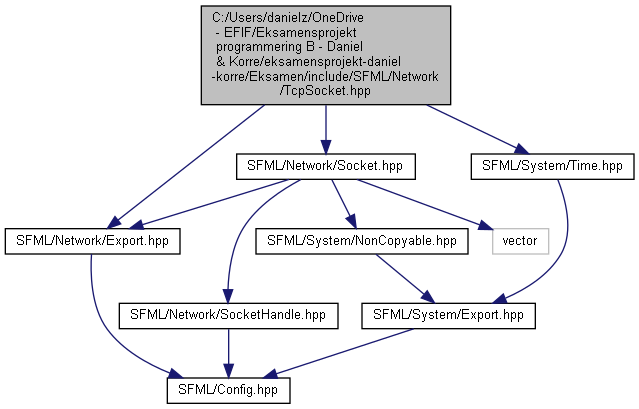 C:/Users/danielz/OneDrive
- EFIF/Eksamensprojekt
programmering B - Daniel
& Korre/eksamensprojekt-daniel
-korre/Eksamen/include/SFML/Network
/TcpSocket.hpp
SFML/Network/Socket.hpp
SFML/System/Time.hpp
SFML/Network/Export.hpp
SFML/System/NonCopyable.hpp
vector
SFML/Network/SocketHandle.hpp
SFML/System/Export.hpp
SFML/Config.hpp